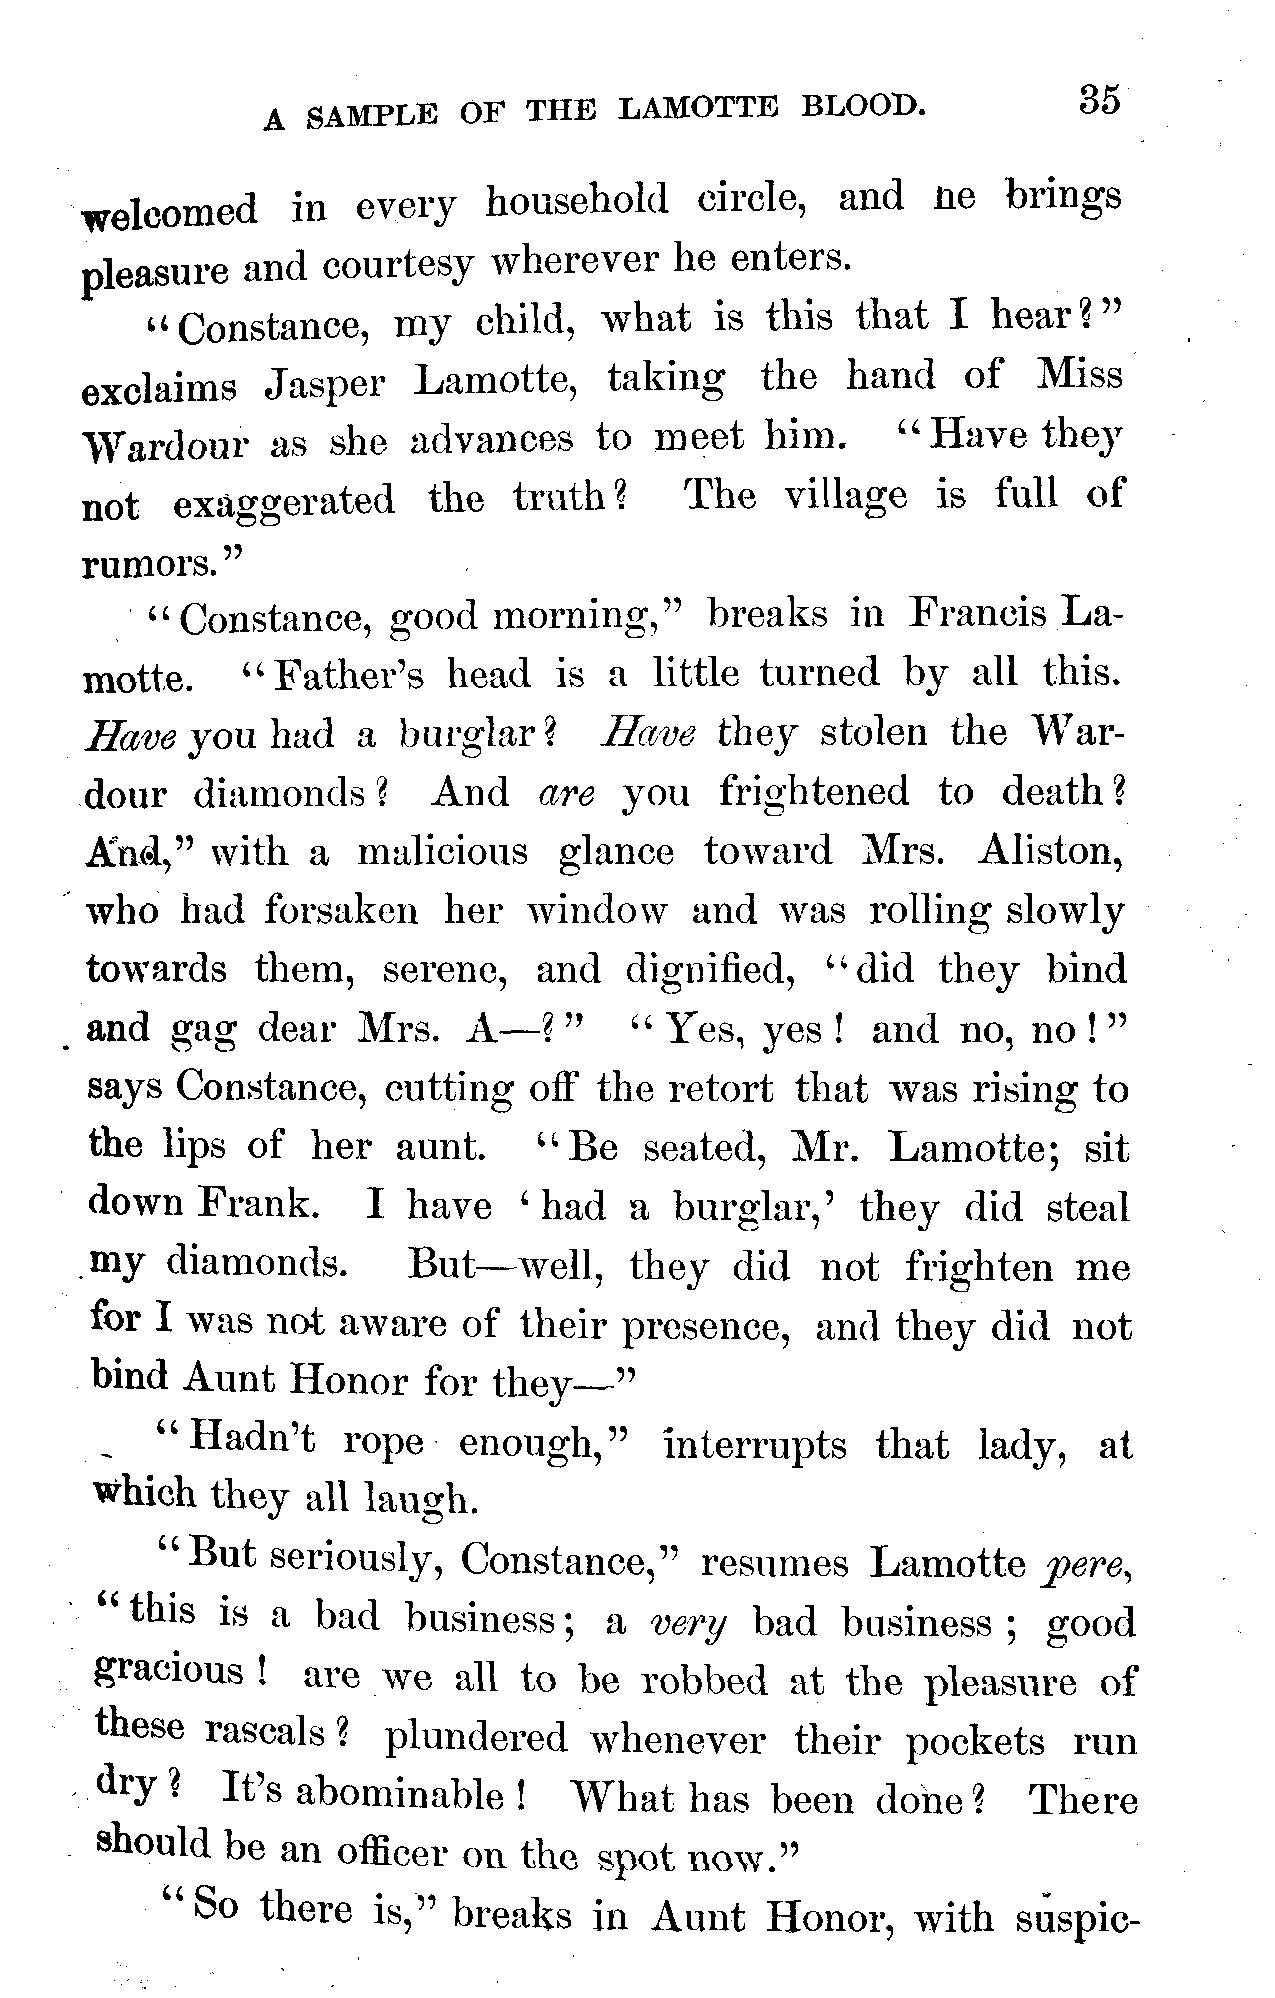 A SAMPLE OF THE LAMOTTE BLOOD. 35
welcomed in every household circle, and he brings
pleasure and courtesy wherever he enters.
"Constance, my child, what is this that I hear?"
exclaims Jasper Lamotte, taking the hand of Miss
Wardour as she advances to meet him. "Have they
not exaggerated the truth? The village is full of
rumors."
"Constance, good morning," breaks in Francis La-
motte. "Father's head is a little turned by all this.
Have you had a burglar? Have they stolen the War-
dour diamonds? And are you frightened to death?
And," with a malicious glance toward Mrs. Aliston,
who had forsaken her window and was rolling slowly
towards them, serene, and dignified, "did they bind
and gag dear Mrs. A—?" "Yes, yes! and no, no!"
says Constance, cutting off the retort that was rising to
the lips of her aunt. "Be seated, Mr. Lamotte; sit
down Frank. I have 'had a burglar,' they did steal
my diamonds. But—well, they did not frighten me
for I was not aware of their presence, and they did not
bind Aunt Honor for they—"
"Hadn't rope enough," interrupts that lady, at
which they all laugh.
"But seriously, Constance," resumes Lamotte pere,
"this is a bad business; a very bad business; good
gracious! are we all to be robbed at the pleasure of
these rascals? plundered whenever their pockets run
dry? It's abominable! What has been done? There
should be an officer on the spot now."
"So there is," breaks in Aunt Honor, with suspic-